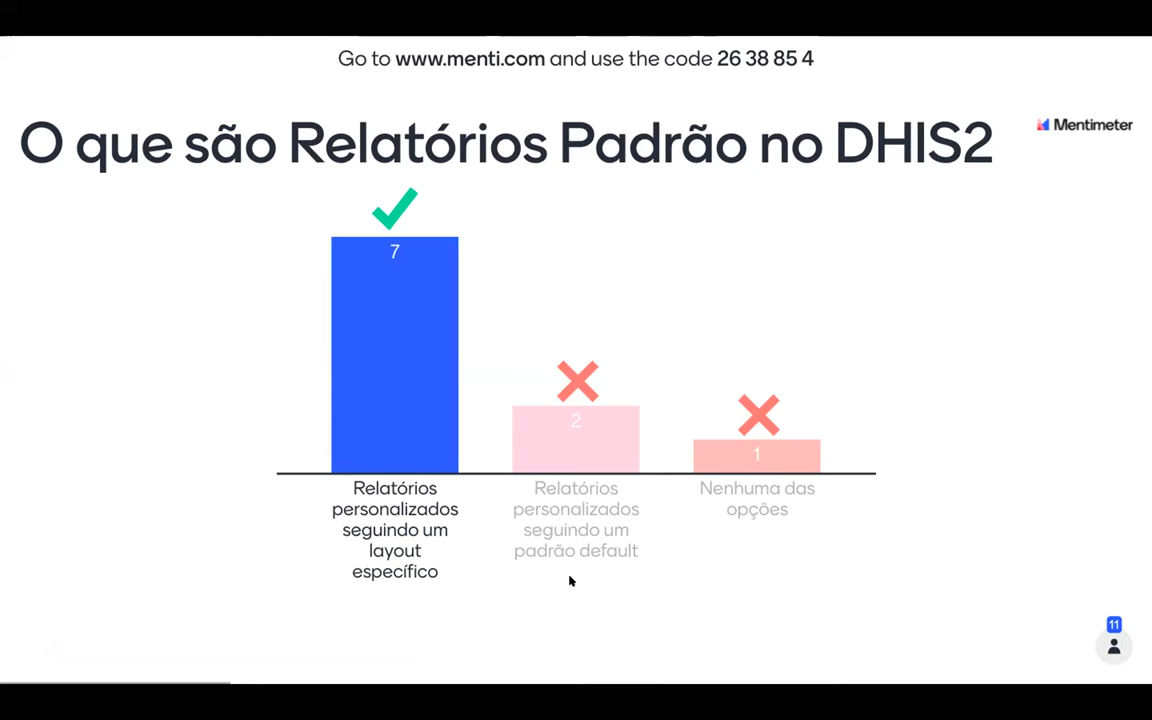 Go to www.menti.com and use the code 26 38 85 4
O que são Relatórios Padrão no DHIS2
Mentimeter
7
2
1
Relatórios
personalizados
seguindo um
layout
específico
Relatórios
personalizados
seguindo um
padrão default
Nenhuma das
opções
11